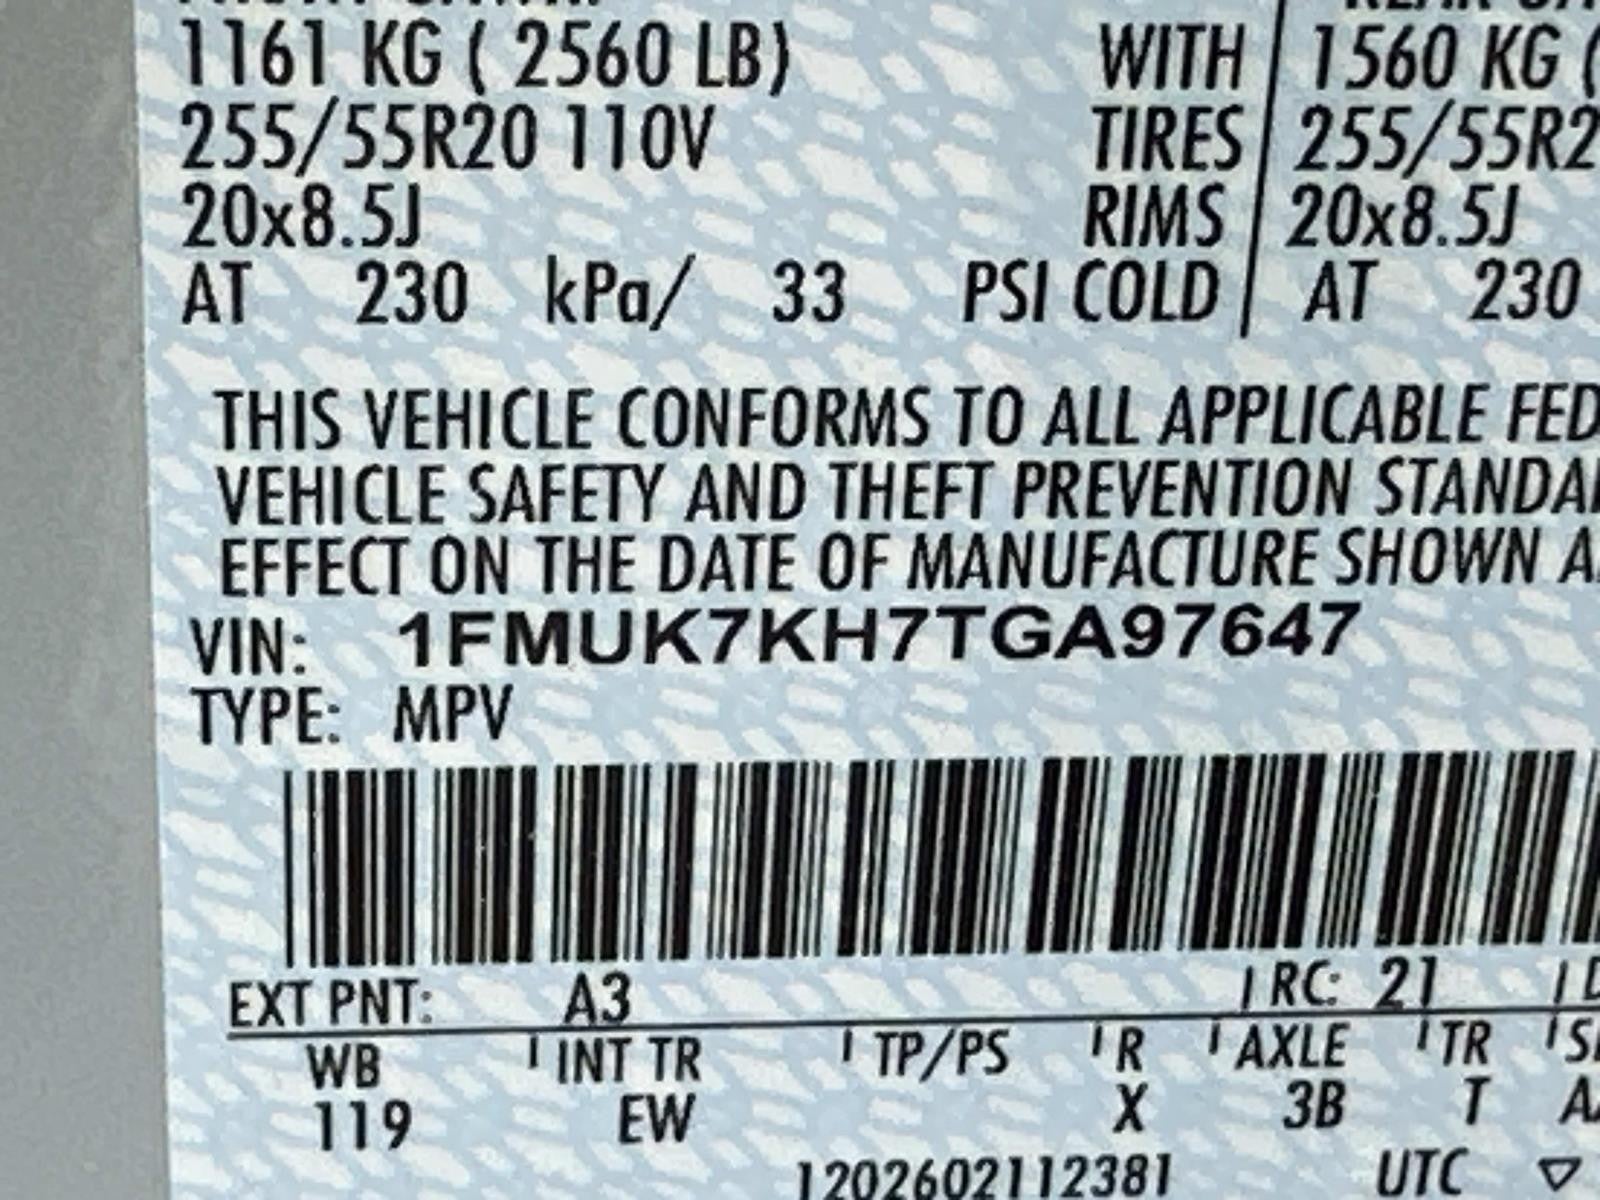 1161 KG ( 2560 LB) WITH 1560 KG (
255/55R20 110V TIRES 255/55R2
20x8.5J RIMS 20x8.5J
AT 230 kPa/ 33 PSI COLD AT 230
THIS VEHICLE CONFORMS TO ALL APPLICABLE FED
VEHICLE SAFETY AND THEFT PREVENTION STANDA
EFFECT ON THE DATE OF MANUFACTURE SHOWN A
VIN: 1FMUK7KH7TGA97647
TYPE: MPV
EXT PNT: A3 RC: 21 D
WB INT TR TP/PS R AXLE TR
119 EW X 3B T
1202602112381 UTC